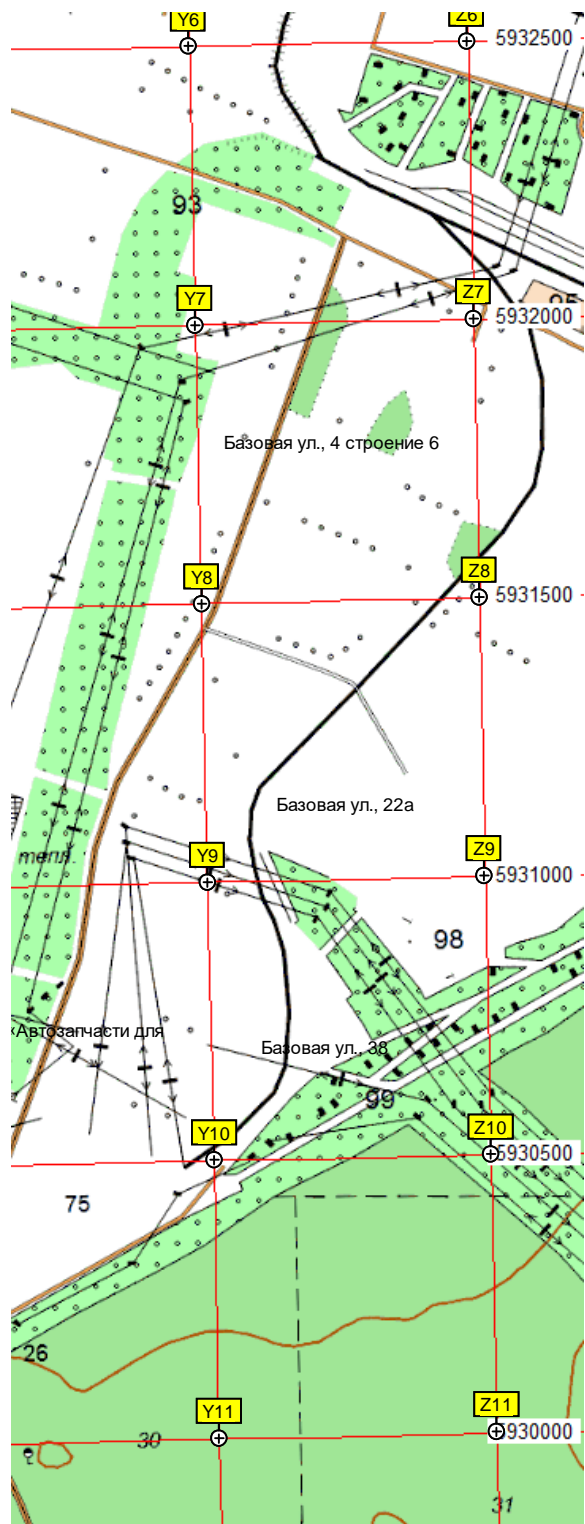 Y6
Z6
5932500
93
Y7
Z7
5932000
Базовая ул., 4 строение 6
Y8
Z8
5931500
Базовая ул., 22а
тепл.
Y9
Z9
5931000
98
«Автозапчасти для
Базовая ул., 38
99
Y10
Z10
5930500
75
26
Y11
Z11
5930000
30
31